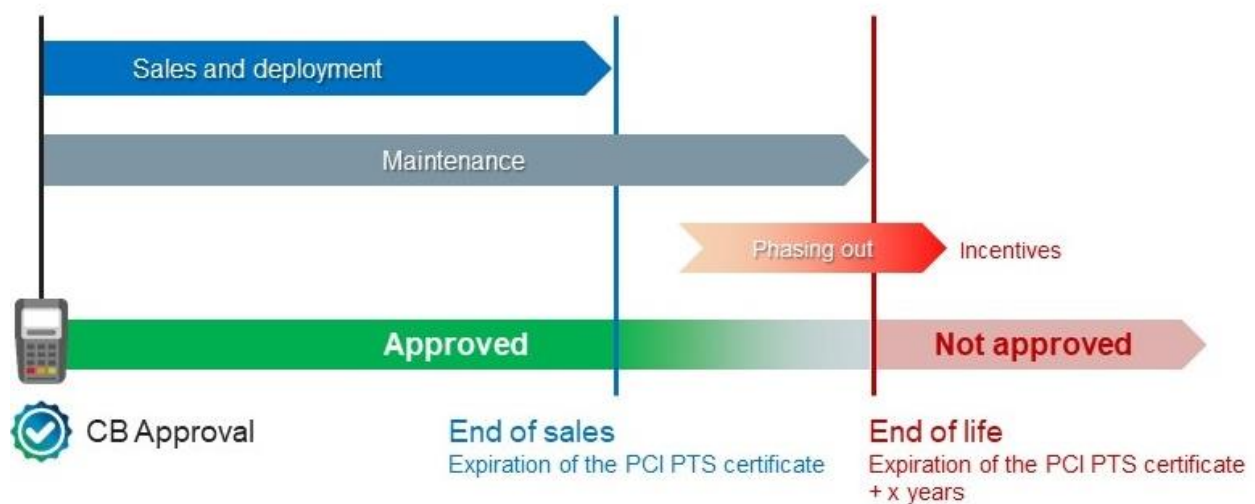 Sales and deployment
Maintenance
Phasing out
Incentives
Approved
Not approved
CB Approval
End of sales
Expiration of the PCI PTS certificate
End of life
Expiration of the PCI PTS certificate
+ x years